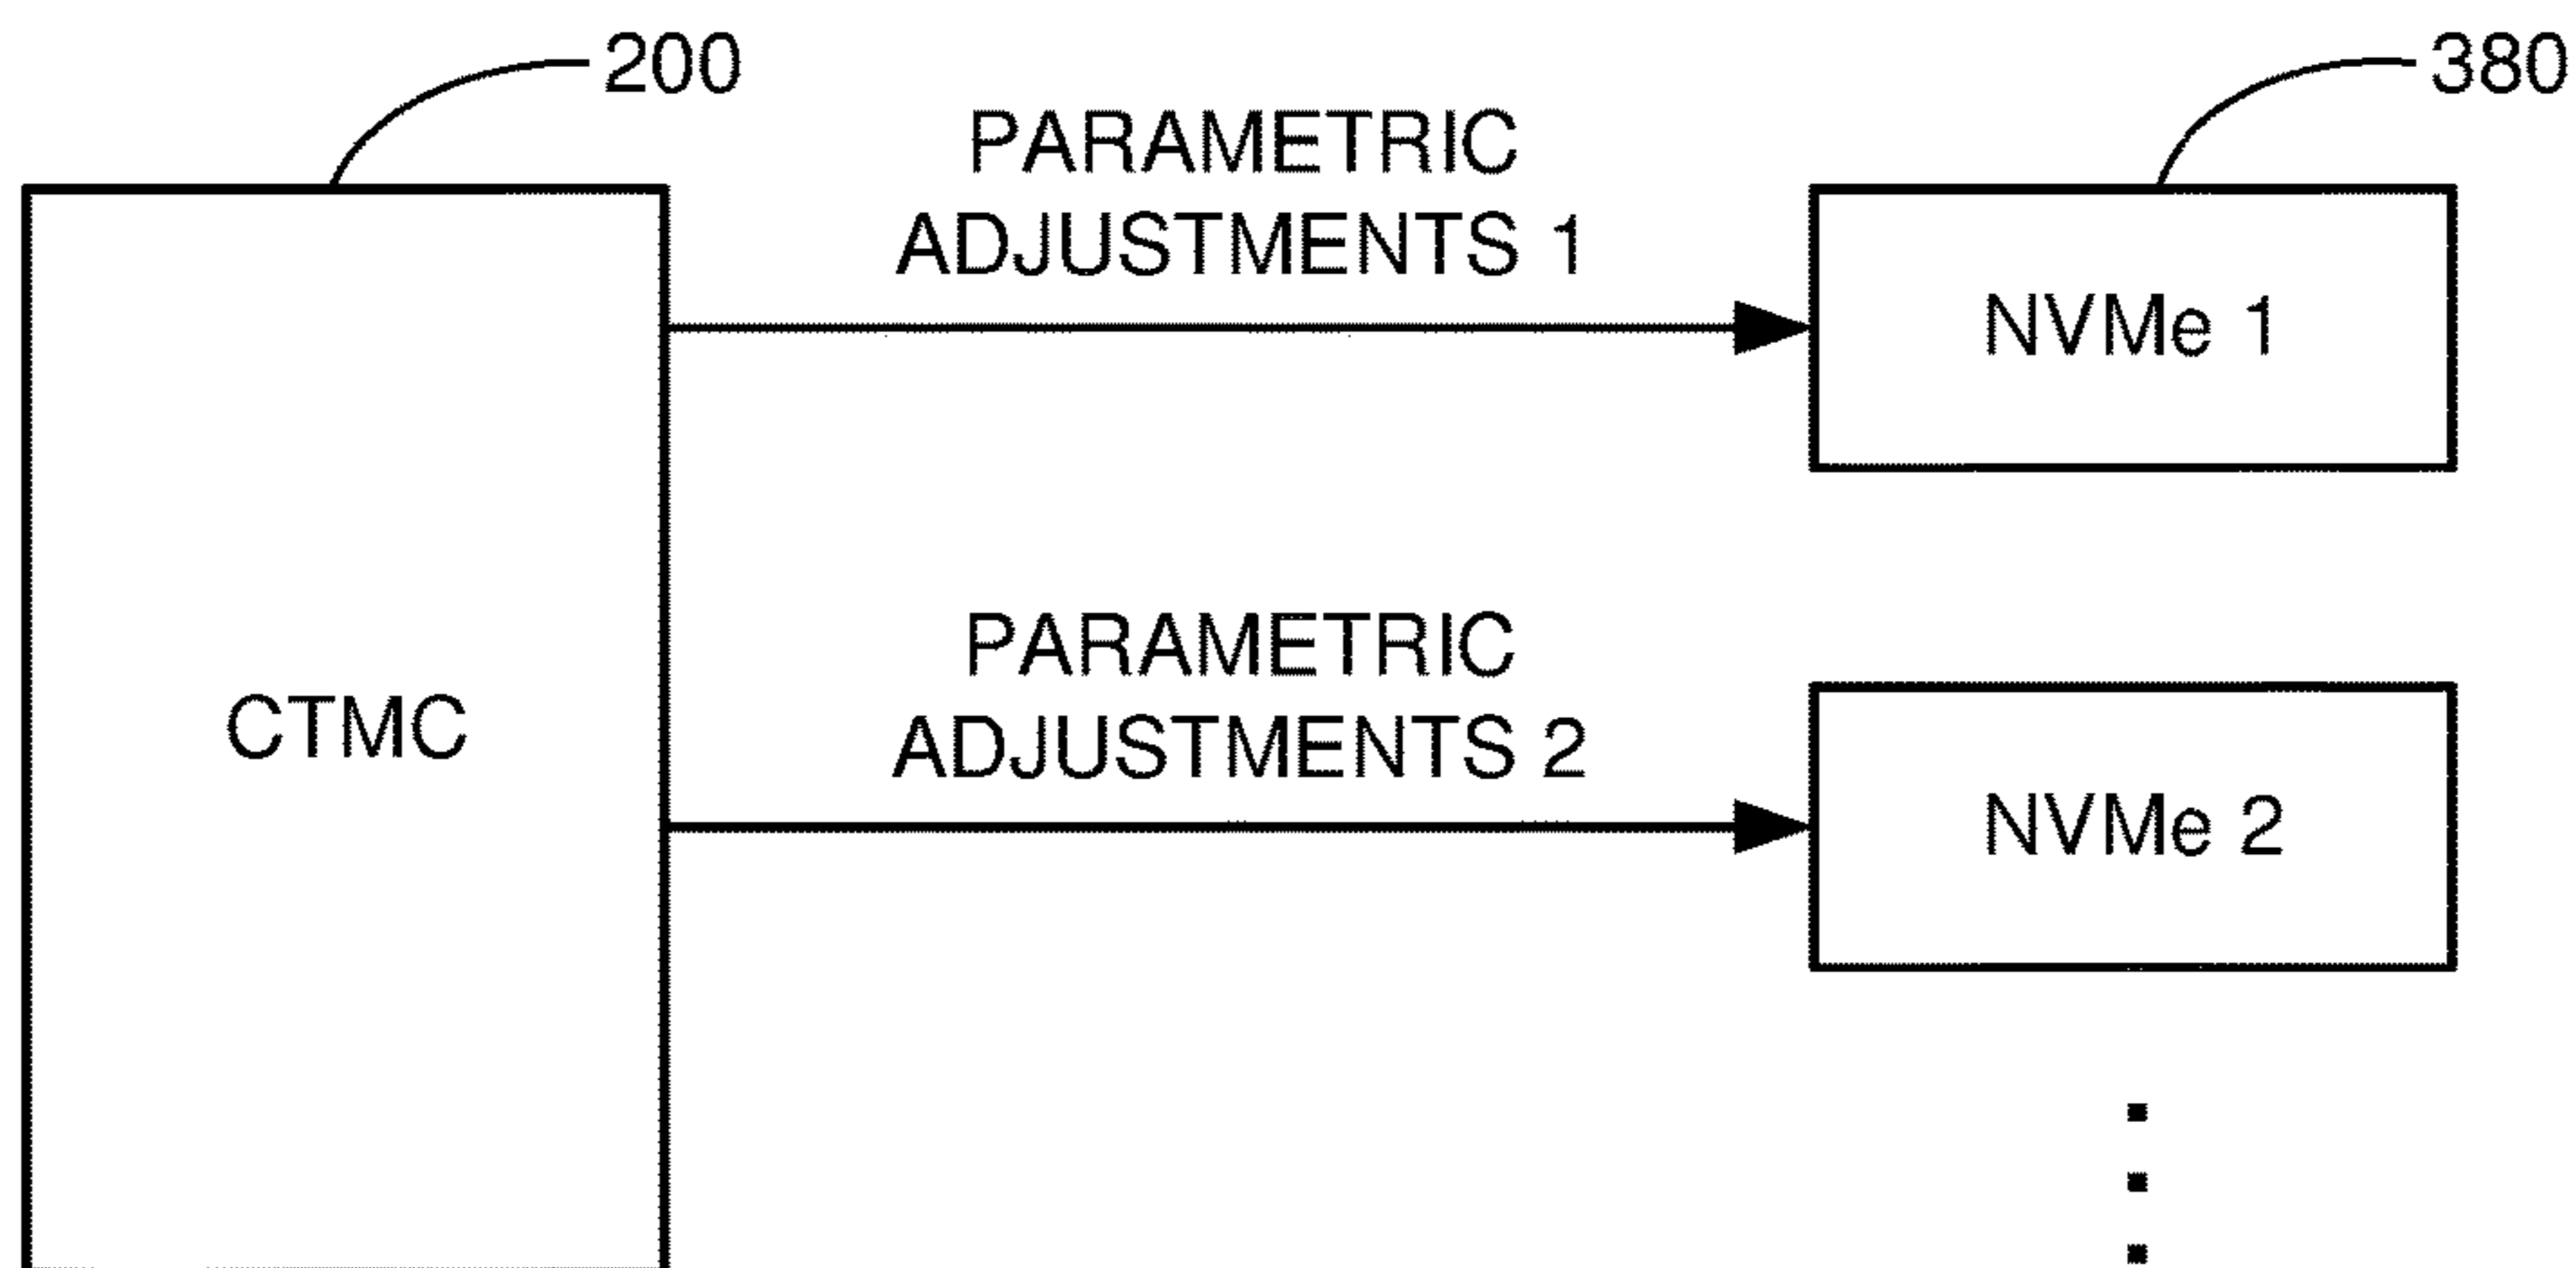 200
380
PARAMETRIC
ADJUSTMENTS 1
NVMe 1
CTMC
PARAMETRIC
ADJUSTMENTS 2
NVMe 2